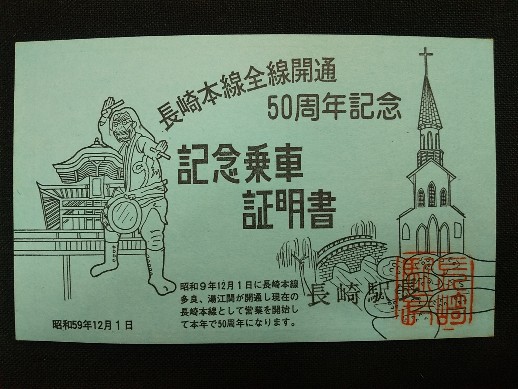 長崎本線全線開通
50周年記念
記念乗車
証明書
昭和9年12月1日に長崎本線
多良、湯江間が開通し現在の
長崎本線として営業を開始し
て本年で50周年になります。
長崎駅長
昭和59年12月1日